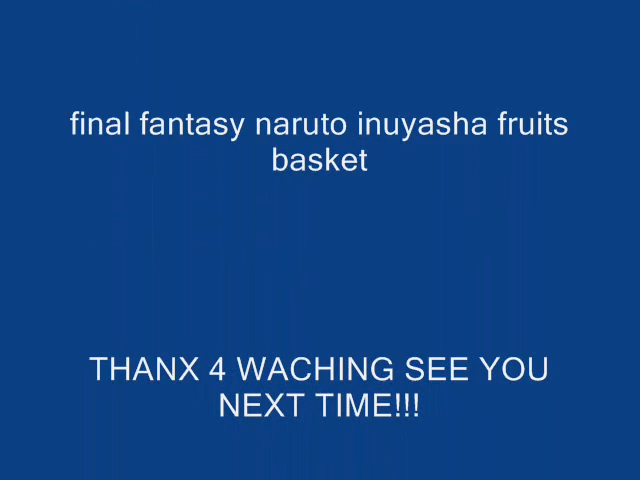 final fantasy naruto inuyasha fruits
basket
THANX 4 WACHING SEE YOU
NEXT TIME!!!